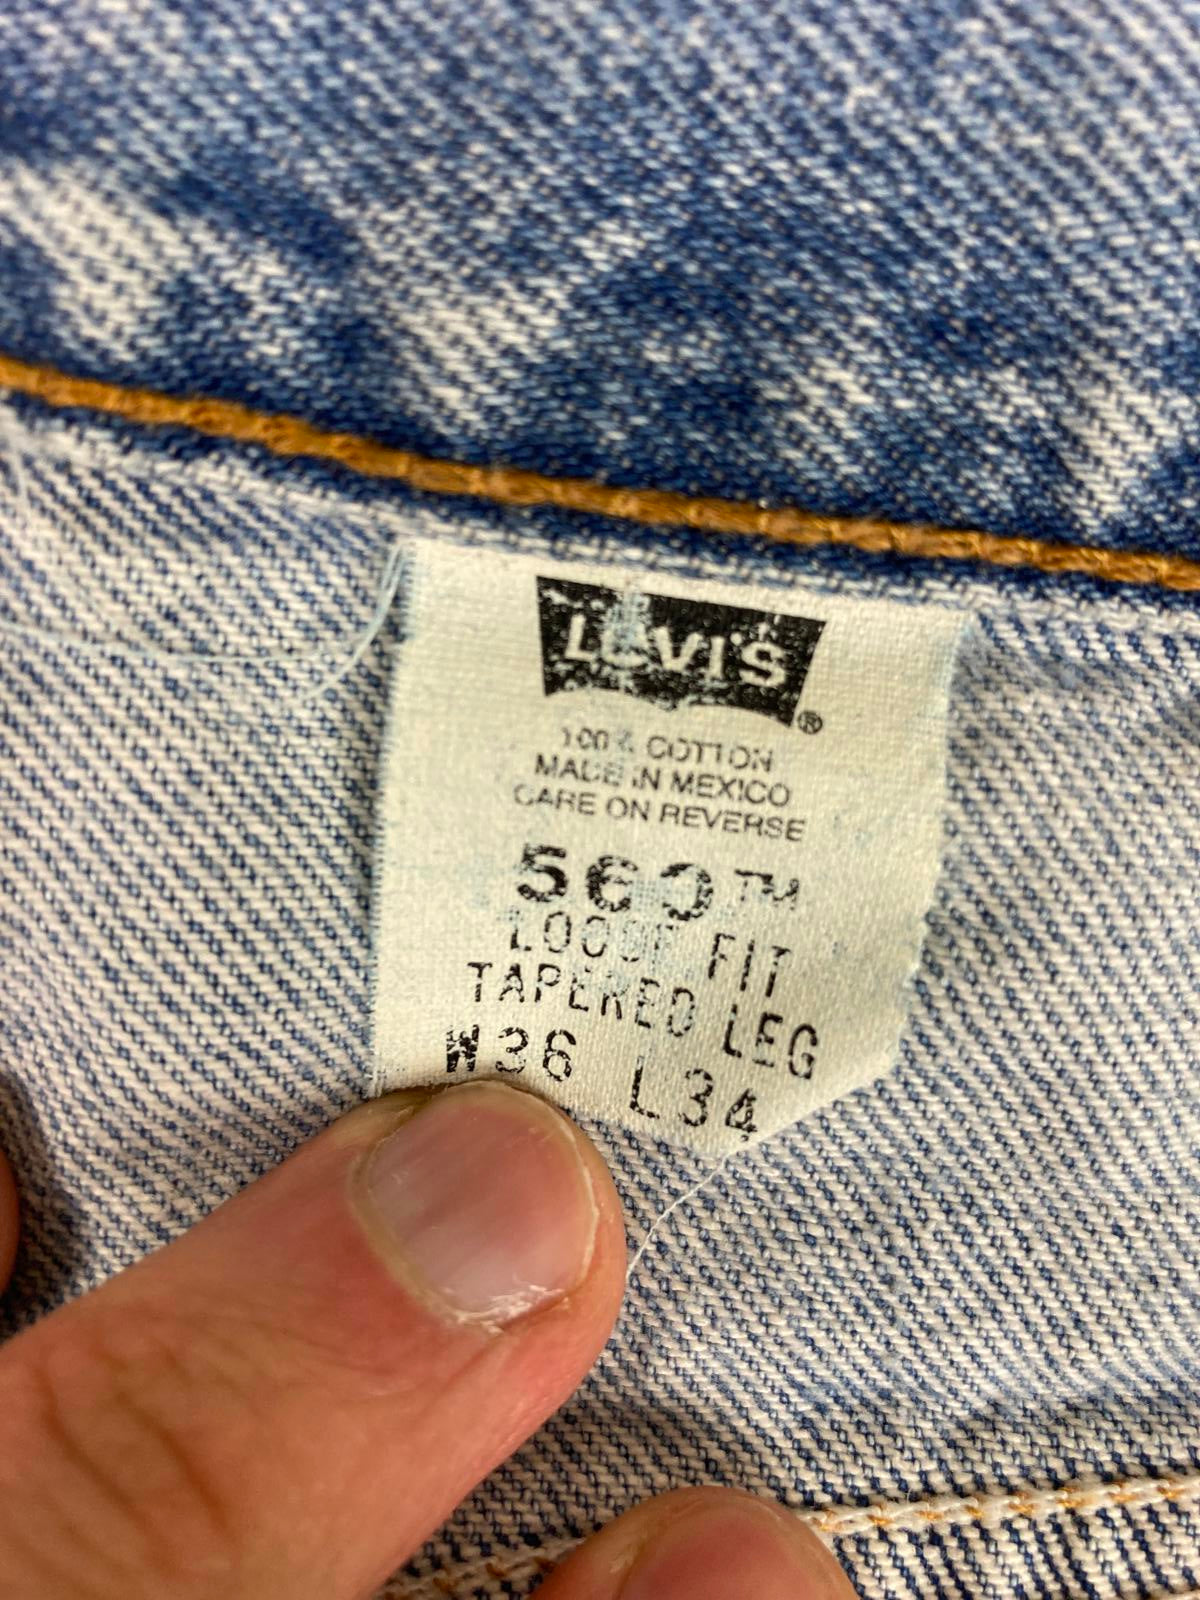 LEVI'S®
100% COTTON
MADE IN MEXICO
CARE ON REVERSE
560™
LOOSE FIT
TAPERED LEG
W36 L34